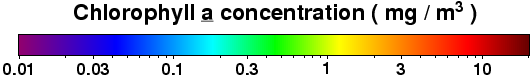 Chlorophyll a concentration ( mg / m³ )
0.01 0.03 0.1 0.3 1 3 10